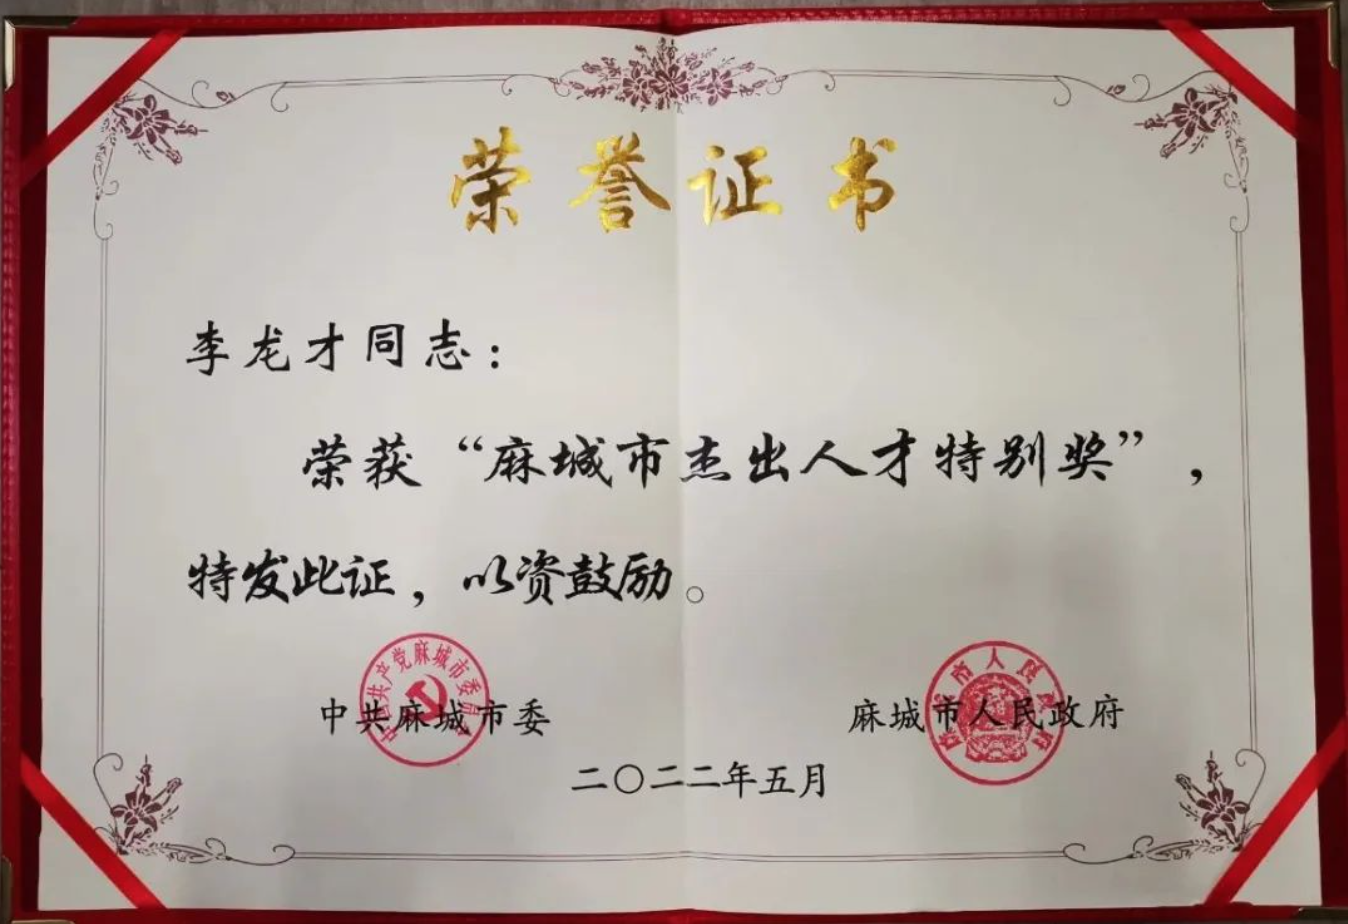 荣誉证书
李龙才同志：
荣获“麻城市杰出人才特别奖”，
特发此证，以资鼓励。
中共麻城市委
麻城市人民政府
二〇二二年五月